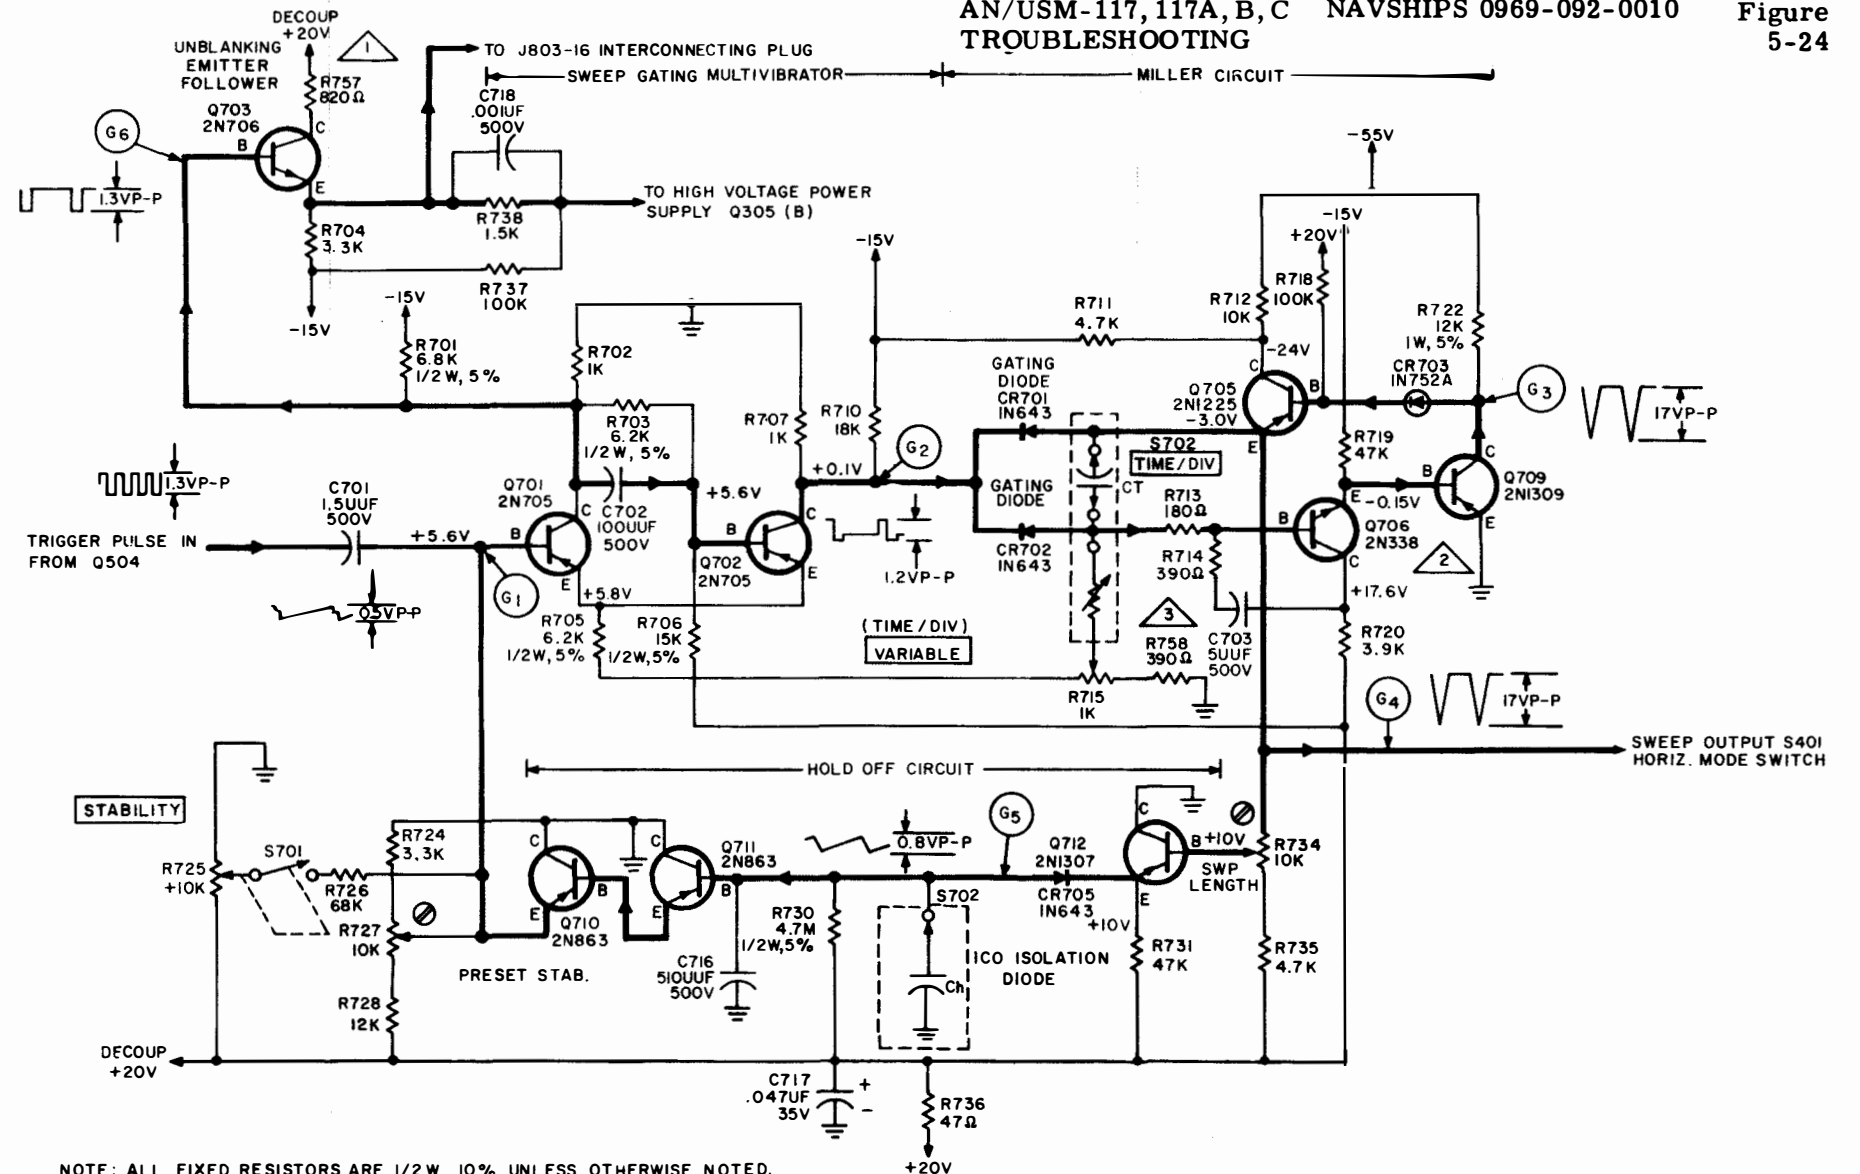 AN/USM-117, 117A, B, C NAVSHIPS 0969-092-0010 Figure
TROUBLESHOOTING 5-24
DECOUP
+20V
1
UNBLANKING
EMITTER
FOLLOWER
R757
820Ω
Q703
2N706
G6
B
C
E
1.3VP-P
R704
3.3K
-15V
TO J803-16 INTERCONNECTING PLUG
SWEEP GATING MULTIVIBRATOR
MILLER CIRCUIT
C718
.001UF
500V
R738
1.5K
R737
100K
TO HIGH VOLTAGE POWER
SUPPLY Q305 (B)
-15V
R701
6.8K
1/2W, 5%
R702
1K
R703
6.2K
1/2W, 5%
C702
100UUF
500V
Q701
2N705
B
C
E
1.3VP-P
C701
1.5UUF
500V
TRIGGER PULSE IN
FROM Q504
+5.6V
G1
0.5VP-P
+5.8V
R705
6.2K
1/2W, 5%
R706
15K
1/2W,5%
+5.6V
B
Q702
2N705
C
E
R707
1K
-15V
R710
18K
+0.1V
G2
1.2VP-P
R711
4.7K
GATING
DIODE
CR701
1N643
GATING
DIODE
CR702
1N643
S702
TIME/DIV
CT
R713
180Ω
R714
390Ω
C703
5UUF
500V
(TIME/DIV)
VARIABLE
3
R758
390Ω
R715
1K
-55V
-15V
+20V
R712
10K
R718
100K
-24V
C
Q705
2N1225
-3.0V
B
E
R722
12K
1W, 5%
CR703
1N752A
G3
17VP-P
R719
47K
E
-0.15V
B
Q706
2N338
C
+17.6V
B
C
Q709
2N1309
E
2
R720
3.9K
G4
17VP-P
SWEEP OUTPUT S401
HORIZ. MODE SWITCH
HOLD OFF CIRCUIT
STABILITY
R725
+10K
S701
R726
68K
R724
3.3K
R727
10K
R728
12K
PRESET STAB.
C
B
E
Q710
2N863
C
Q711
2N863
B
E
C716
510UUF
500V
0.8VP-P
G5
R730
4.7M
1/2W,5%
S702
Ch
Q712
2N1307
CR705
1N643
ICO ISOLATION
DIODE
C
B
+10V
E
+10V
SWP
LENGTH
R734
10K
R731
47K
R735
4.7K
DECOUP
+20V
C717
.047UF
35V
+
-
R736
47Ω
+20V
NOTE: ALL FIXED RESISTORS ARE 1/2W, 10% UNLESS OTHERWISE NOTED.